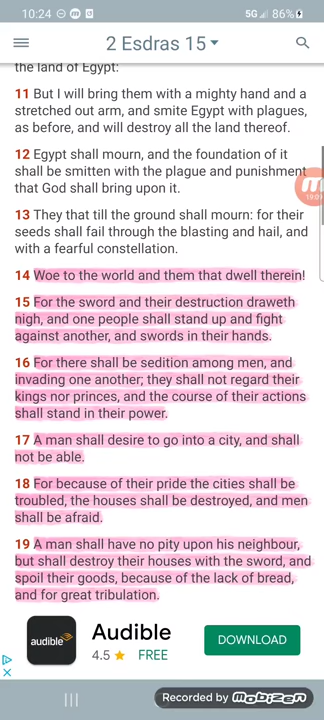 10:24 5G 86%
2 Esdras 15
the land of Egypt:
11 But I will bring them with a mighty hand and a
stretched out arm, and smite Egypt with plagues,
as before, and will destroy all the land thereof.
12 Egypt shall mourn, and the foundation of it
shall be smitten with the plague and punishment
that God shall bring upon it.
13 They that till the ground shall mourn: for their
seeds shall fail through the blasting and hail, and
with a fearful constellation.
19:09
14 Woe to the world and them that dwell therein!
15 For the sword and their destruction draweth
nigh, and one people shall stand up and fight
against another, and swords in their hands.
16 For there shall be sedition among men, and
invading one another; they shall not regard their
kings nor princes, and the course of their actions
shall stand in their power.
17 A man shall desire to go into a city, and shall
not be able.
18 For because of their pride the cities shall be
troubled, the houses shall be destroyed, and men
shall be afraid.
19 A man shall have no pity upon his neighbour,
but shall destroy their houses with the sword, and
spoil their goods, because of the lack of bread,
and for great tribulation.
audible
Audible
4.5 ★ FREE
DOWNLOAD
Recorded by mobizen